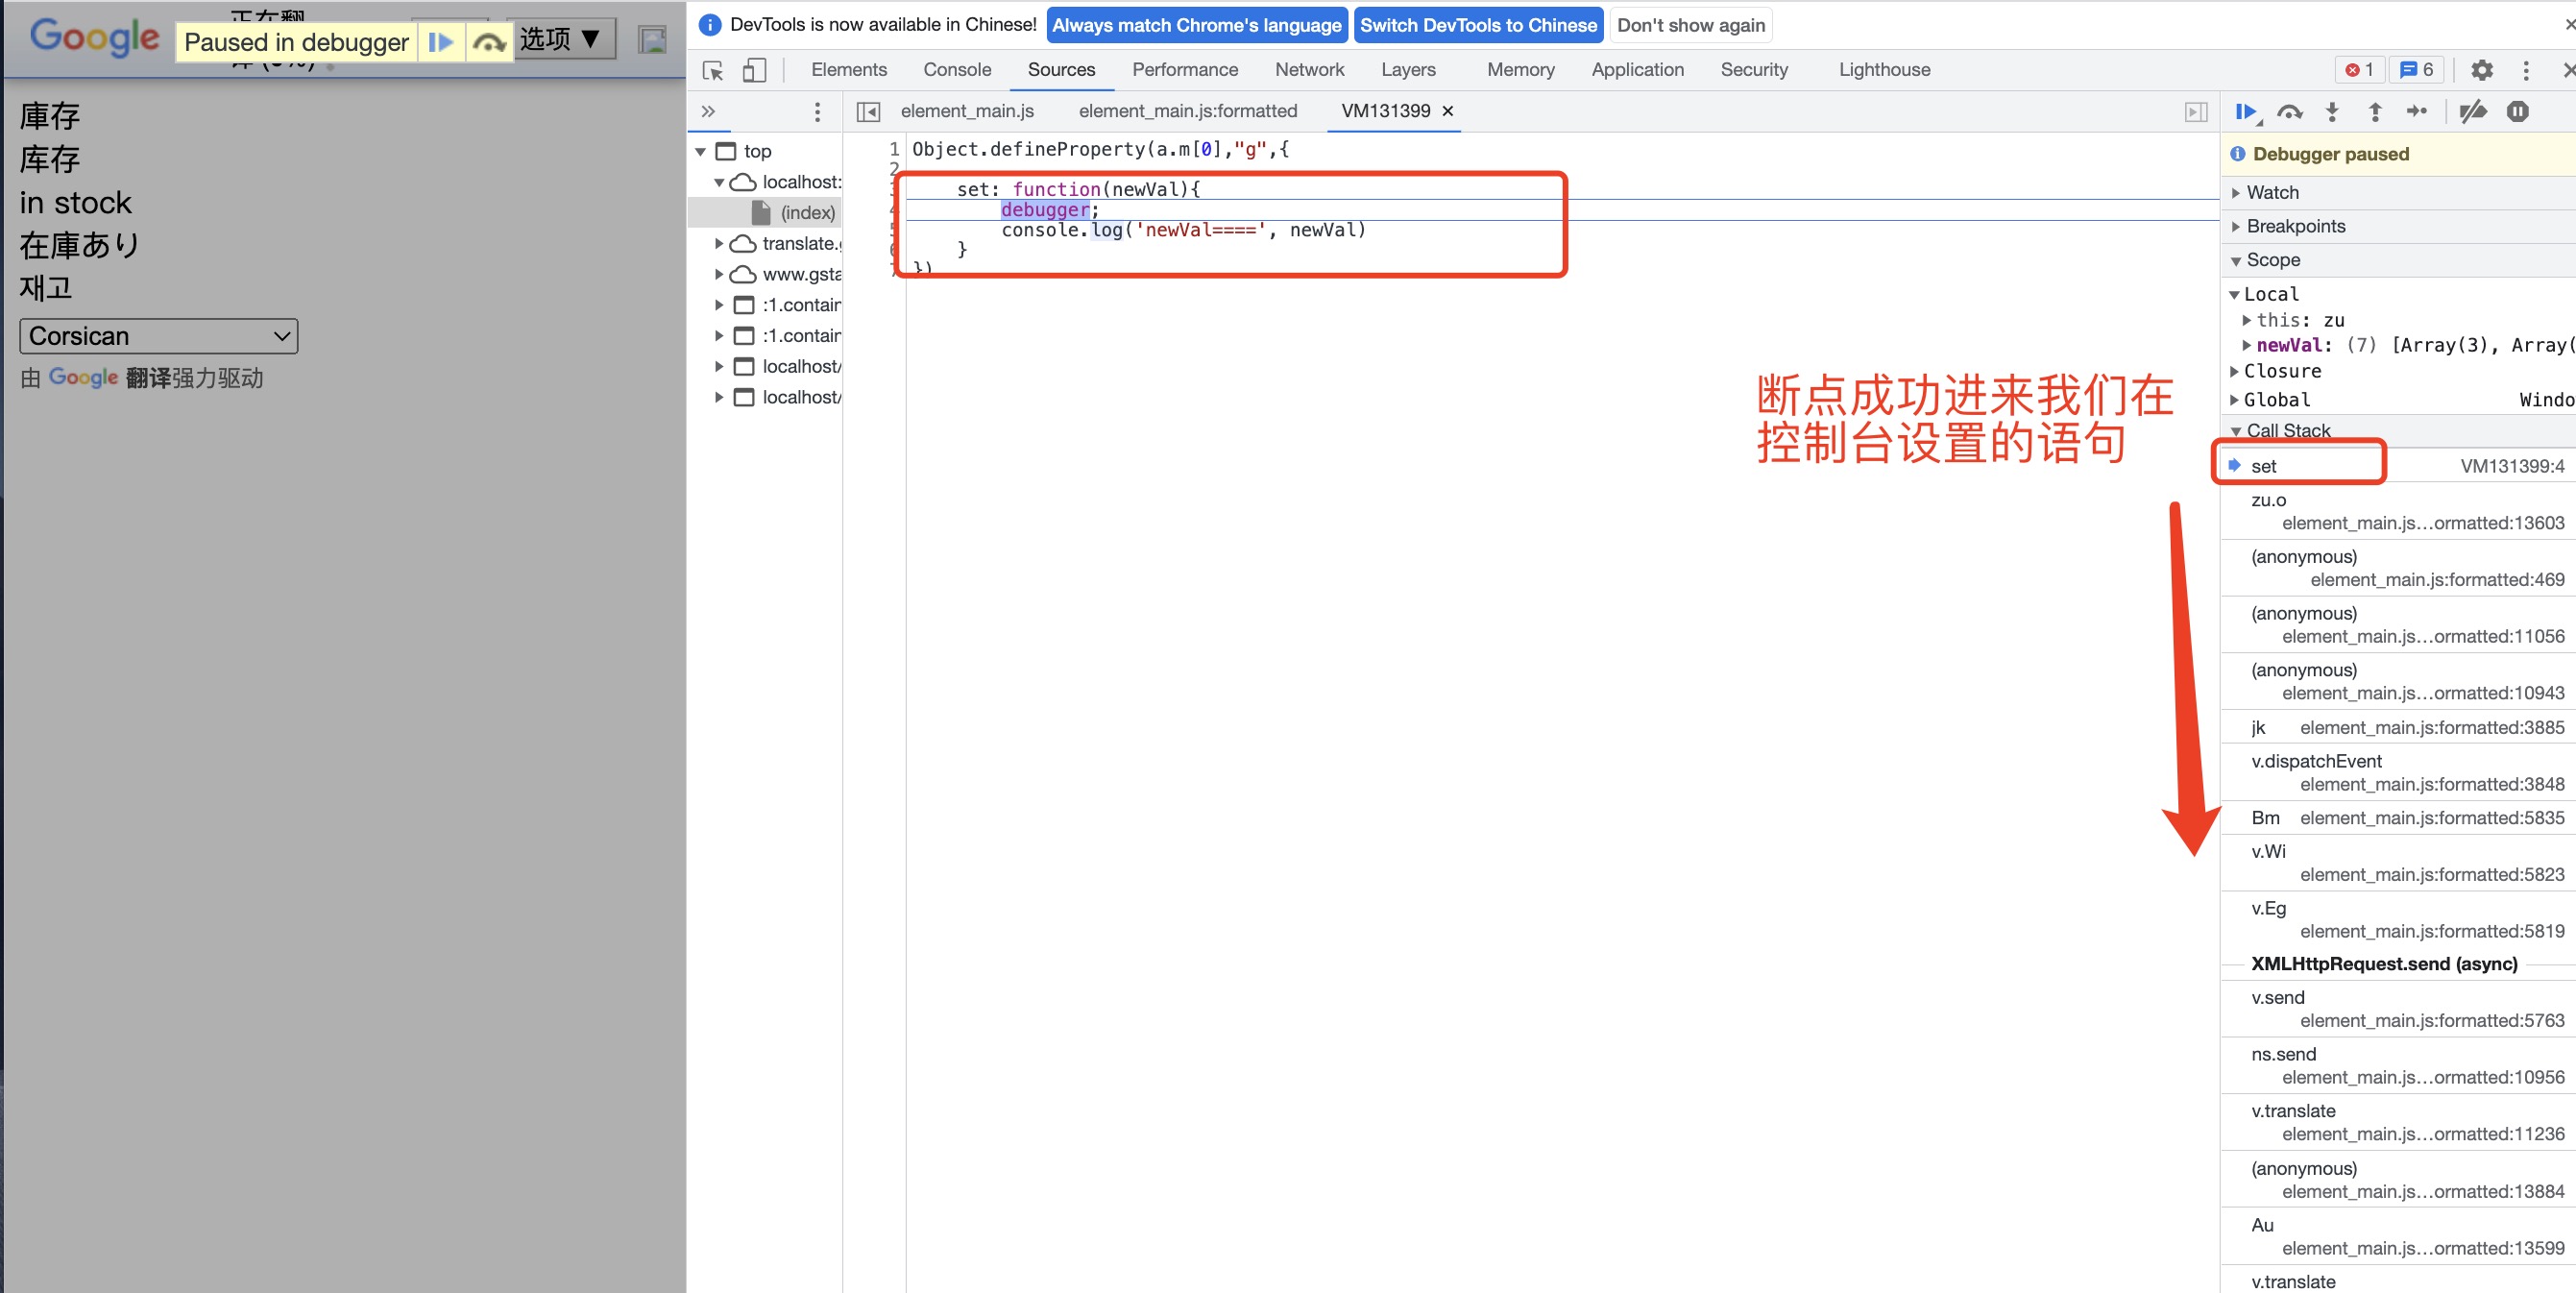 Google
正在翻
Paused in debugger
选项 ▼
庫存
库存
in stock
在庫あり
재고
Corsican
由 Google 翻译强力驱动
DevTools is now available in Chinese! Always match Chrome's language Switch DevTools to Chinese Don't show again
Elements Console Sources Performance Network Layers Memory Application Security Lighthouse 1 6
element_main.js element_main.js:formatted VM131399
top
localhost:
(index)
translate.
www.gsta
:1.contain
:1.contain
localhost/
localhost/
1 Object.defineProperty(a.m[0],"g",{
2
set: function(newVal){
debugger;
console.log('newVal====', newVal)
}
})
断点成功进来我们在
控制台设置的语句
Debugger paused
Watch
Breakpoints
Scope
Local
this: zu
newVal: (7) [Array(3), Array(
Closure
Global Windo
Call Stack
set VM131399:4
zu.o
element_main.js…ormatted:13603
(anonymous)
element_main.js:formatted:469
(anonymous)
element_main.js…ormatted:11056
(anonymous)
element_main.js…ormatted:10943
jk element_main.js:formatted:3885
v.dispatchEvent
element_main.js:formatted:3848
Bm element_main.js:formatted:5835
v.Wi
element_main.js:formatted:5823
v.Eg
element_main.js:formatted:5819
XMLHttpRequest.send (async)
v.send
element_main.js:formatted:5763
ns.send
element_main.js…ormatted:10956
v.translate
element_main.js…ormatted:11236
(anonymous)
element_main.js…ormatted:13884
Au
element_main.js…ormatted:13599
v.translate